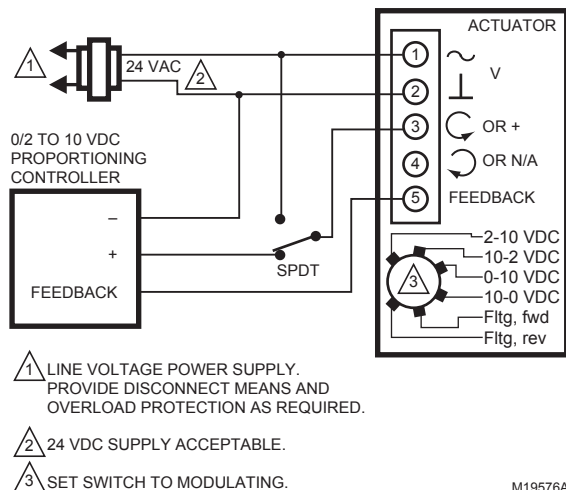 ACTUATOR
1
24 VAC
2
1
V
2
3
OR +
4
OR N/A
5
FEEDBACK
0/2 TO 10 VDC
PROPORTIONING
CONTROLLER
–
+
FEEDBACK
SPDT
3
2-10 VDC
10-2 VDC
0-10 VDC
10-0 VDC
Fltg, fwd
Fltg, rev
1 LINE VOLTAGE POWER SUPPLY.
PROVIDE DISCONNECT MEANS AND
OVERLOAD PROTECTION AS REQUIRED.
2 24 VDC SUPPLY ACCEPTABLE.
3 SET SWITCH TO MODULATING.
M19576A